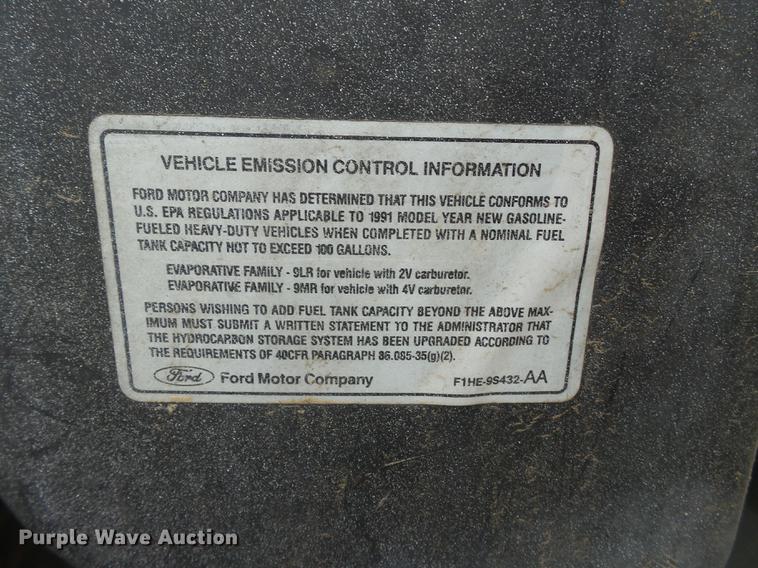 VEHICLE EMISSION CONTROL INFORMATION
FORD MOTOR COMPANY HAS DETERMINED THAT THIS VEHICLE CONFORMS TO
U.S. EPA REGULATIONS APPLICABLE TO 1991 MODEL YEAR NEW GASOLINE-
FUELED HEAVY-DUTY VEHICLES WHEN COMPLETED WITH A NOMINAL FUEL
TANK CAPACITY NOT TO EXCEED 100 GALLONS.
EVAPORATIVE FAMILY - 9LR for vehicle with 2V carburetor.
EVAPORATIVE FAMILY - 9MR for vehicle with 4V carburetor.
PERSONS WISHING TO ADD FUEL TANK CAPACITY BEYOND THE ABOVE MAX-
IMUM MUST SUBMIT A WRITTEN STATEMENT TO THE ADMINISTRATOR THAT
THE HYDROCARBON STORAGE SYSTEM HAS BEEN UPGRADED ACCORDING TO
THE REQUIREMENTS OF 40CFR PARAGRAPH 86.085-35(g)(2).
Ford Ford Motor Company F1HE-9S432-AA
Purple Wave Auction